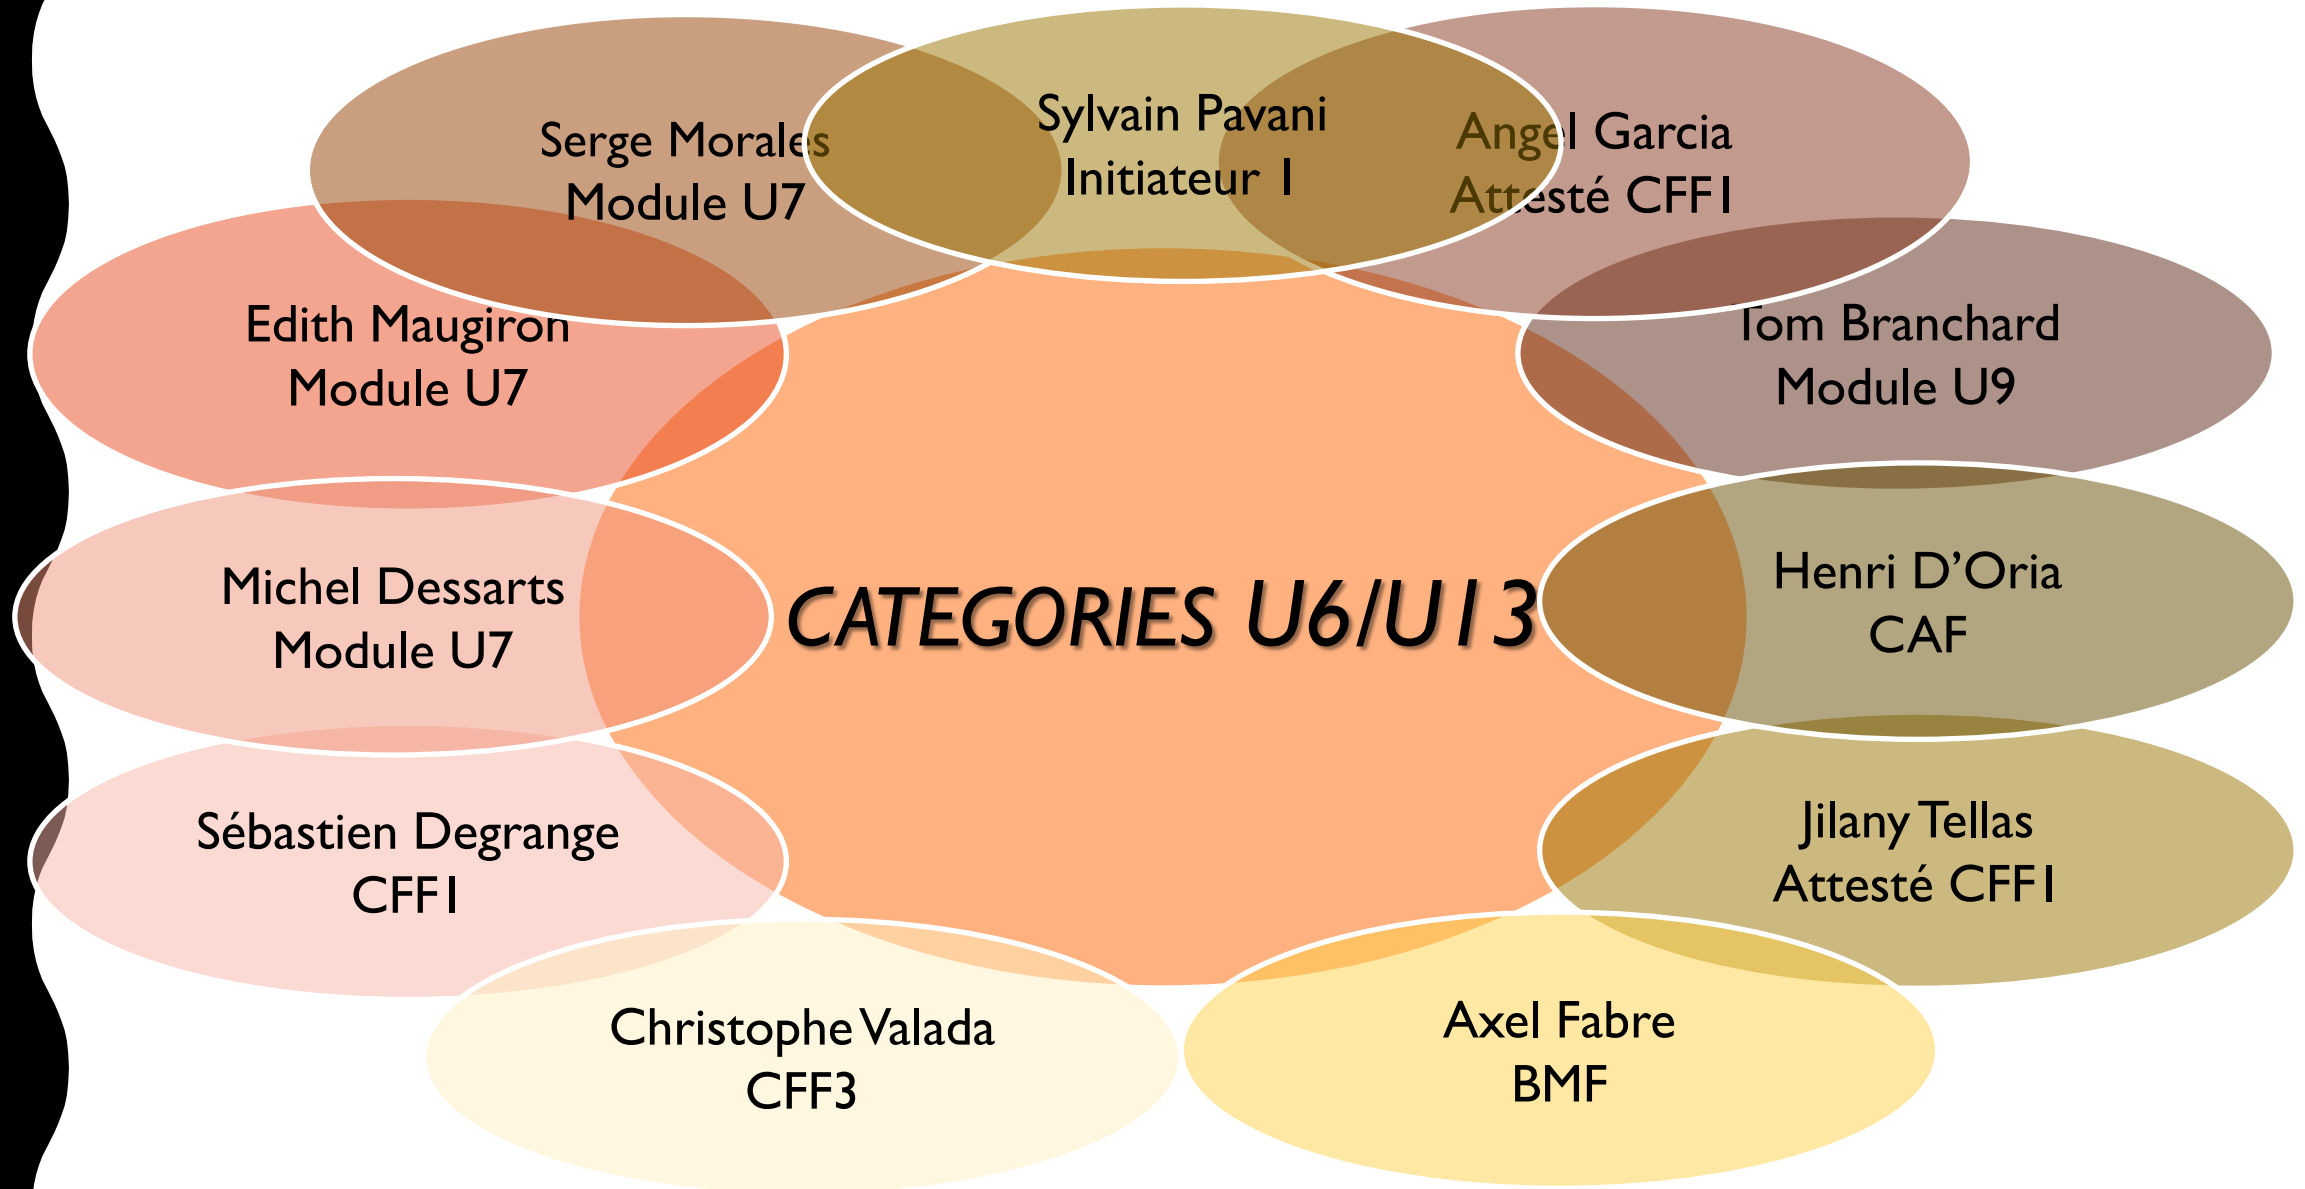 Sylvain Pavani
Initiateur 1
Angel Garcia
Attesté CFF1
Tom Branchard
Module U9
Henri D’Oria
CAF
Jilany Tellas
Attesté CFF1
Axel Fabre
BMF
Christophe Valada
CFF3
Sébastien Degrange
CFF1
Michel Dessarts
Module U7
Edith Maugiron
Module U7
Serge Morales
Module U7
CATEGORIES U6/U13